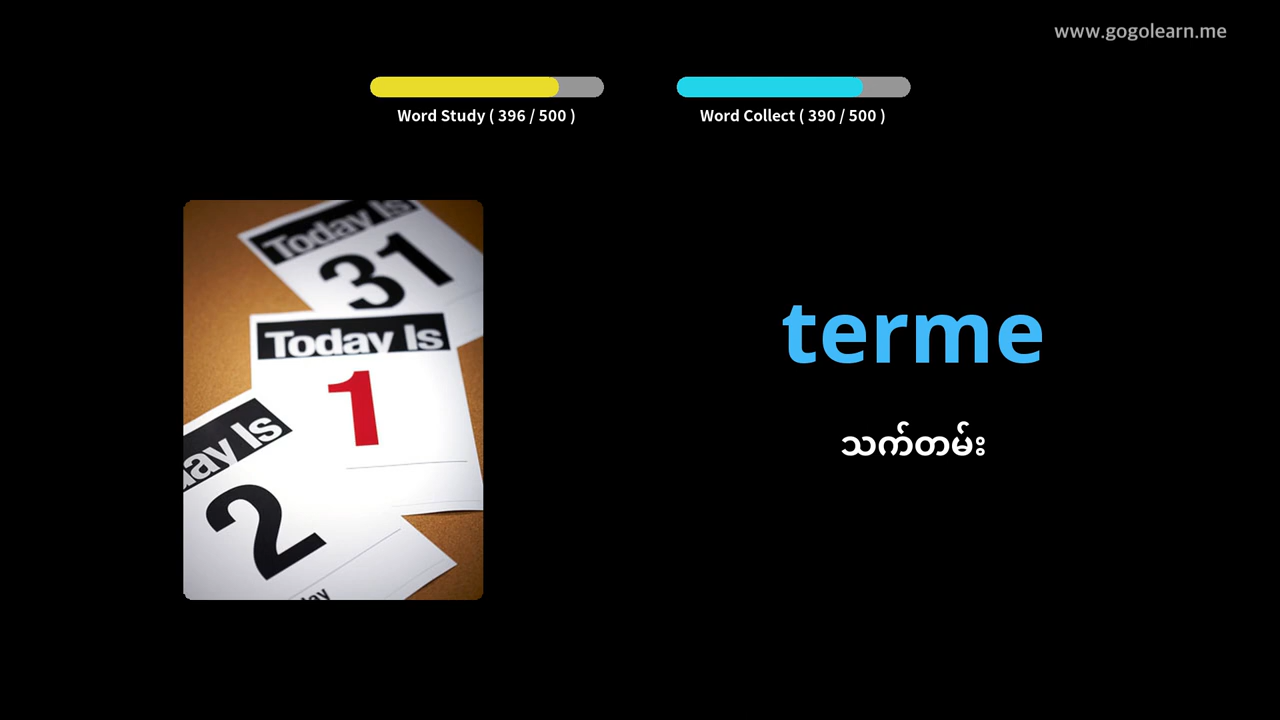 www.gogolearn.me
Word Study ( 396 / 500 )
Word Collect ( 390 / 500 )
Today Is
31
Today Is
1
day Is
2
terme
သက်တမ်း